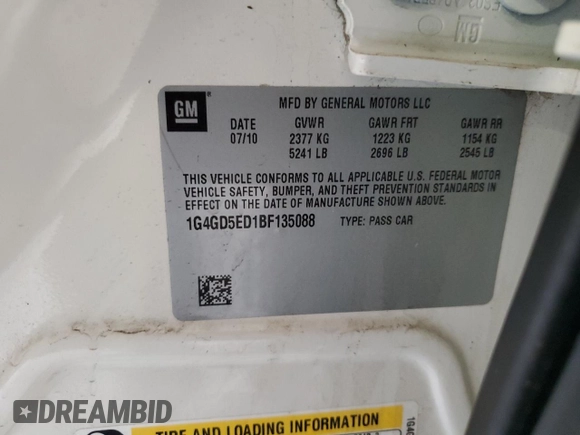 GM
GM
MFD BY GENERAL MOTORS LLC
DATE GVWR GAWR FRT GAWR RR
07/10 2377 KG 1223 KG 1154 KG
5241 LB 2696 LB 2545 LB
THIS VEHICLE CONFORMS TO ALL APPLICABLE U.S. FEDERAL MOTOR
VEHICLE SAFETY, BUMPER, AND THEFT PREVENTION STANDARDS IN
EFFECT ON THE DATE OF MANUFACTURE SHOWN ABOVE.
1G4GD5ED1BF135088 TYPE: PASS CAR
TIRE AND LOADING INFORMATION
DREAMBID